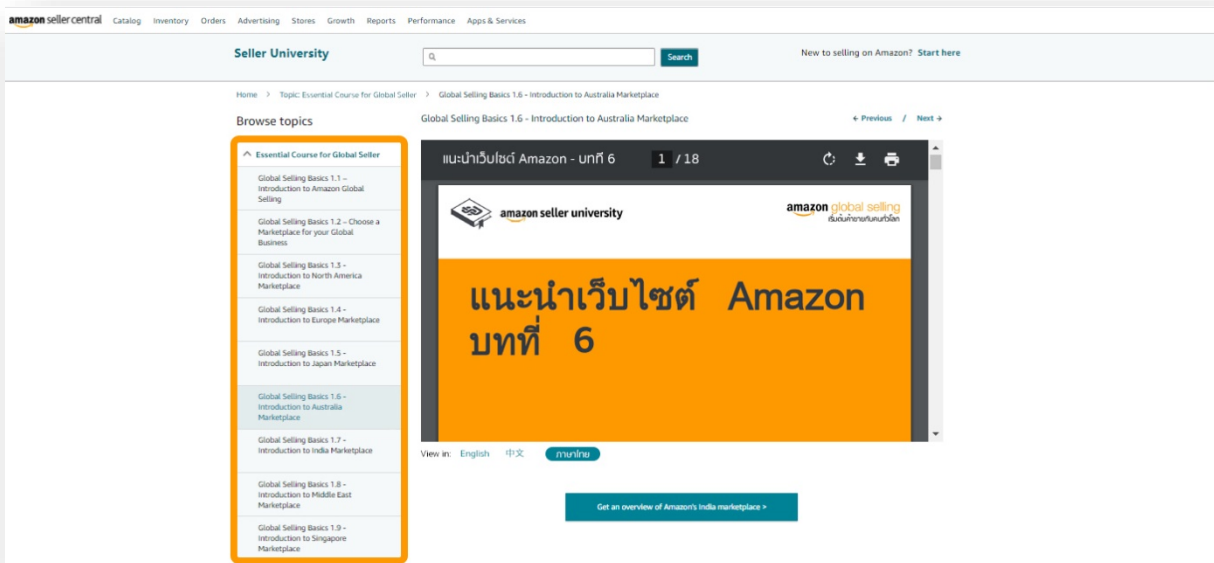 amazon seller central Catalog Inventory Orders Advertising Stores Growth Reports Performance Apps & Services
Seller University
Search
New to selling on Amazon? Start here
Home > Topic: Essential Course for Global Seller > Global Selling Basics 1.6 - Introduction to Australia Marketplace
Browse topics
Global Selling Basics 1.6 - Introduction to Australia Marketplace
← Previous / Next →
Essential Course for Global Seller
Global Selling Basics 1.1 –
Introduction to Amazon Global
Selling
Global Selling Basics 1.2 – Choose a
Marketplace for your Global
Business
Global Selling Basics 1.3 -
Introduction to North America
Marketplace
Global Selling Basics 1.4 -
Introduction to Europe Marketplace
Global Selling Basics 1.5 -
Introduction to Japan Marketplace
Global Selling Basics 1.6 -
Introduction to Australia
Marketplace
Global Selling Basics 1.7 -
Introduction to India Marketplace
Global Selling Basics 1.8 -
Introduction to Middle East
Marketplace
Global Selling Basics 1.9 -
Introduction to Singapore
Marketplace
แนะนำเว็บไซต์ Amazon - บทที่ 6 1 / 18
amazon seller university
amazon global selling
เริ่มต้นค้าขายกับคนทั่วโลก
แนะนำเว็บไซต์ Amazon
บทที่ 6
View in: English 中文 ภาษาไทย
Get an overview of Amazon's India marketplace >